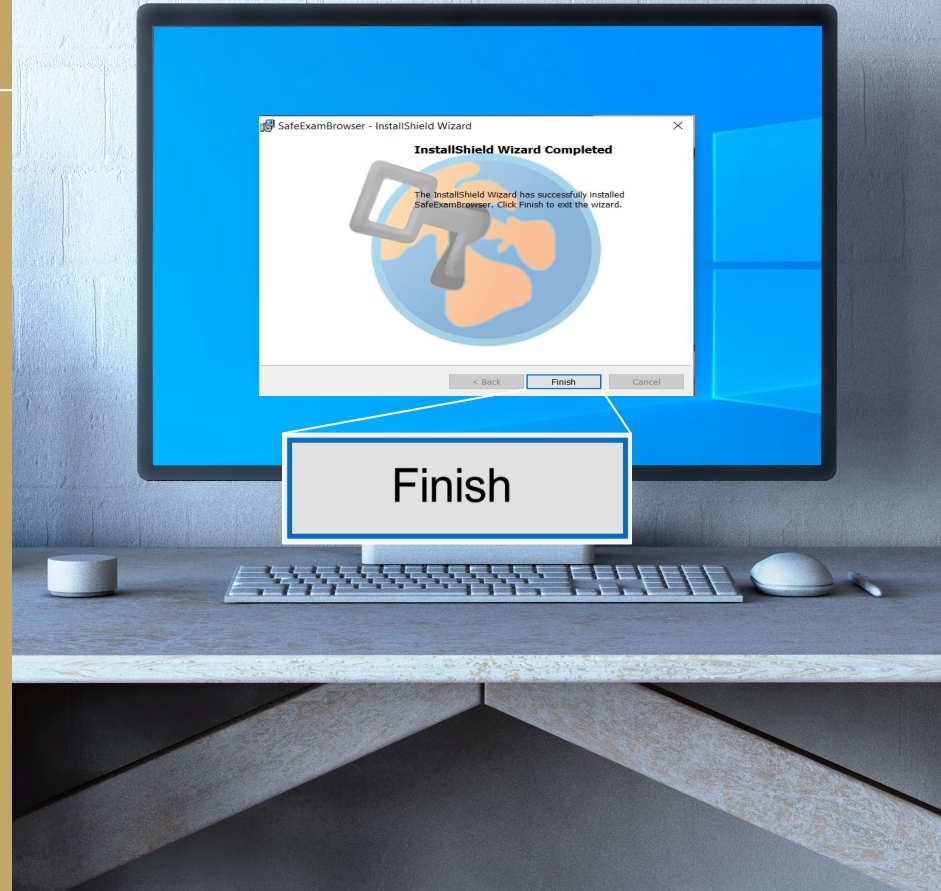 SafeExamBrowser - InstallShield Wizard
InstallShield Wizard Completed
The InstallShield Wizard has successfully installed
SafeExamBrowser. Click Finish to exit the wizard.
< Back
Finish
Cancel
Finish